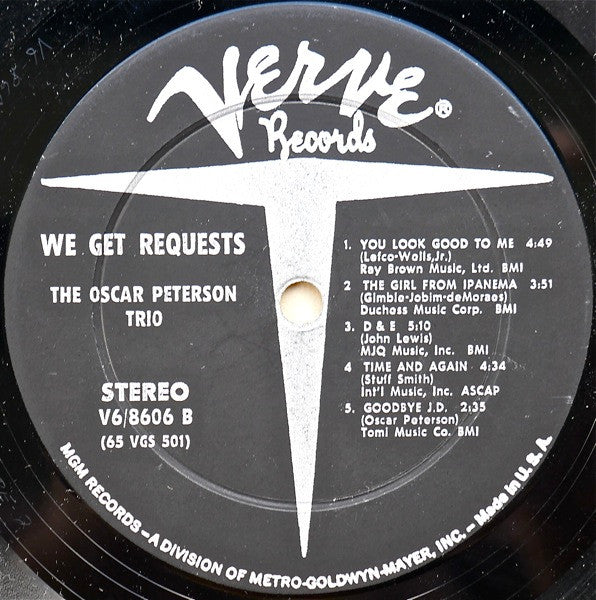 Verve®
Records
WE GET REQUESTS
THE OSCAR PETERSON
TRIO
STEREO
V6/8606 B
(65 VGS 501)
1. YOU LOOK GOOD TO ME 4:49
(Lefco-Wells,Jr.)
Ray Brown Music, Ltd. BMI
2. THE GIRL FROM IPANEMA 3:51
(Gimble-Jobim-deMoraes)
Duchess Music Corp. BMI
3. D & E 5:10
(John Lewis)
MJQ Music, Inc. BMI
4 TIME AND AGAIN 4:34
(Stuff Smith)
Int'l Music, Inc. ASCAP
5. GOODBYE J.D. 2:35
(Oscar Peterson)
Tomi Music Co. BMI
MGM RECORDS—A DIVISION OF METRO-GOLDWYN-MAYER, INC. – Made in U. S. A.